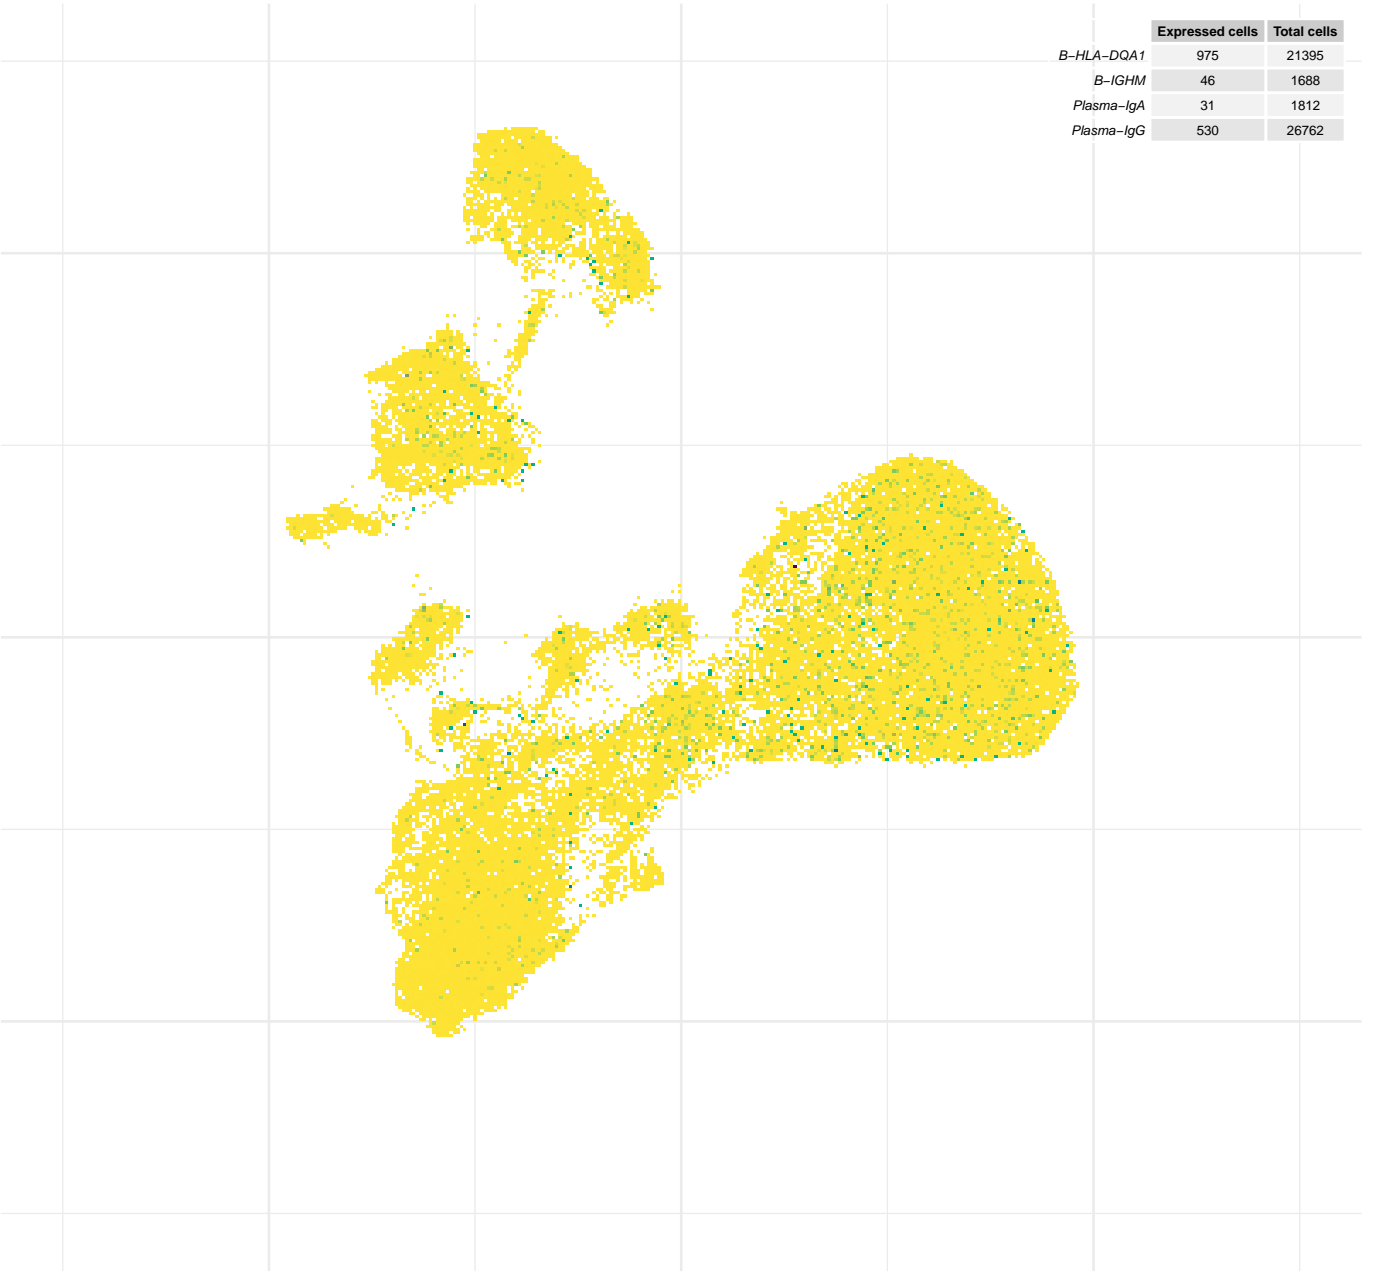 Expressed cells Total cells
B−HLA−DQA1 975 21395
B−IGHM 46 1688
Plasma−IgA 31 1812
Plasma−IgG 530 26762